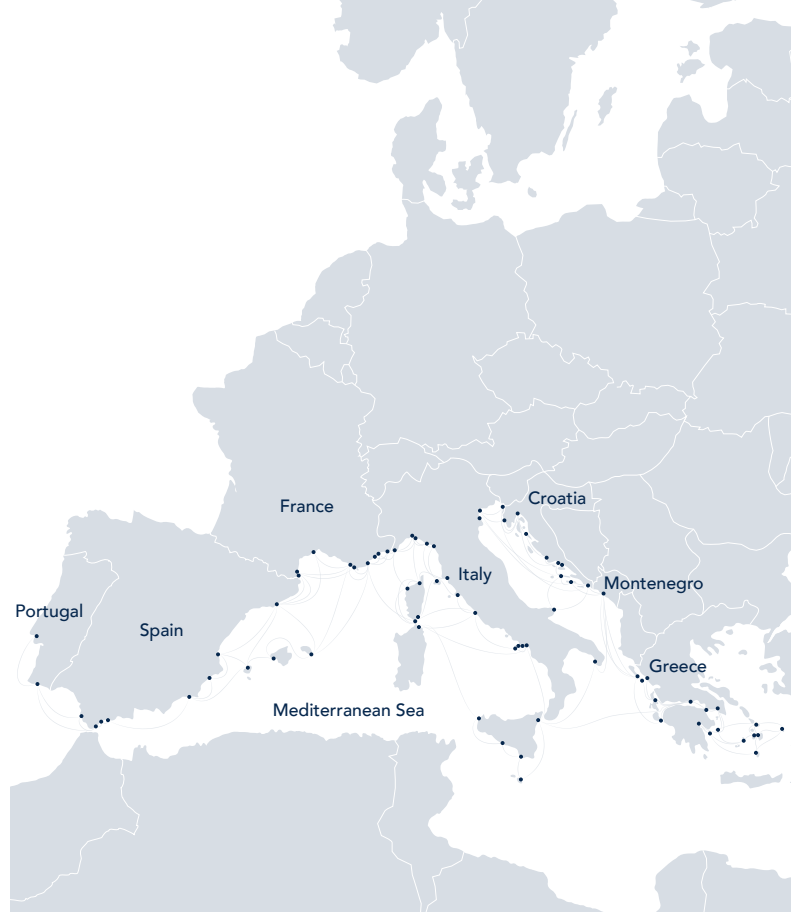 Croatia
France
Italy
Montenegro
Portugal
Spain
Greece
Mediterranean Sea